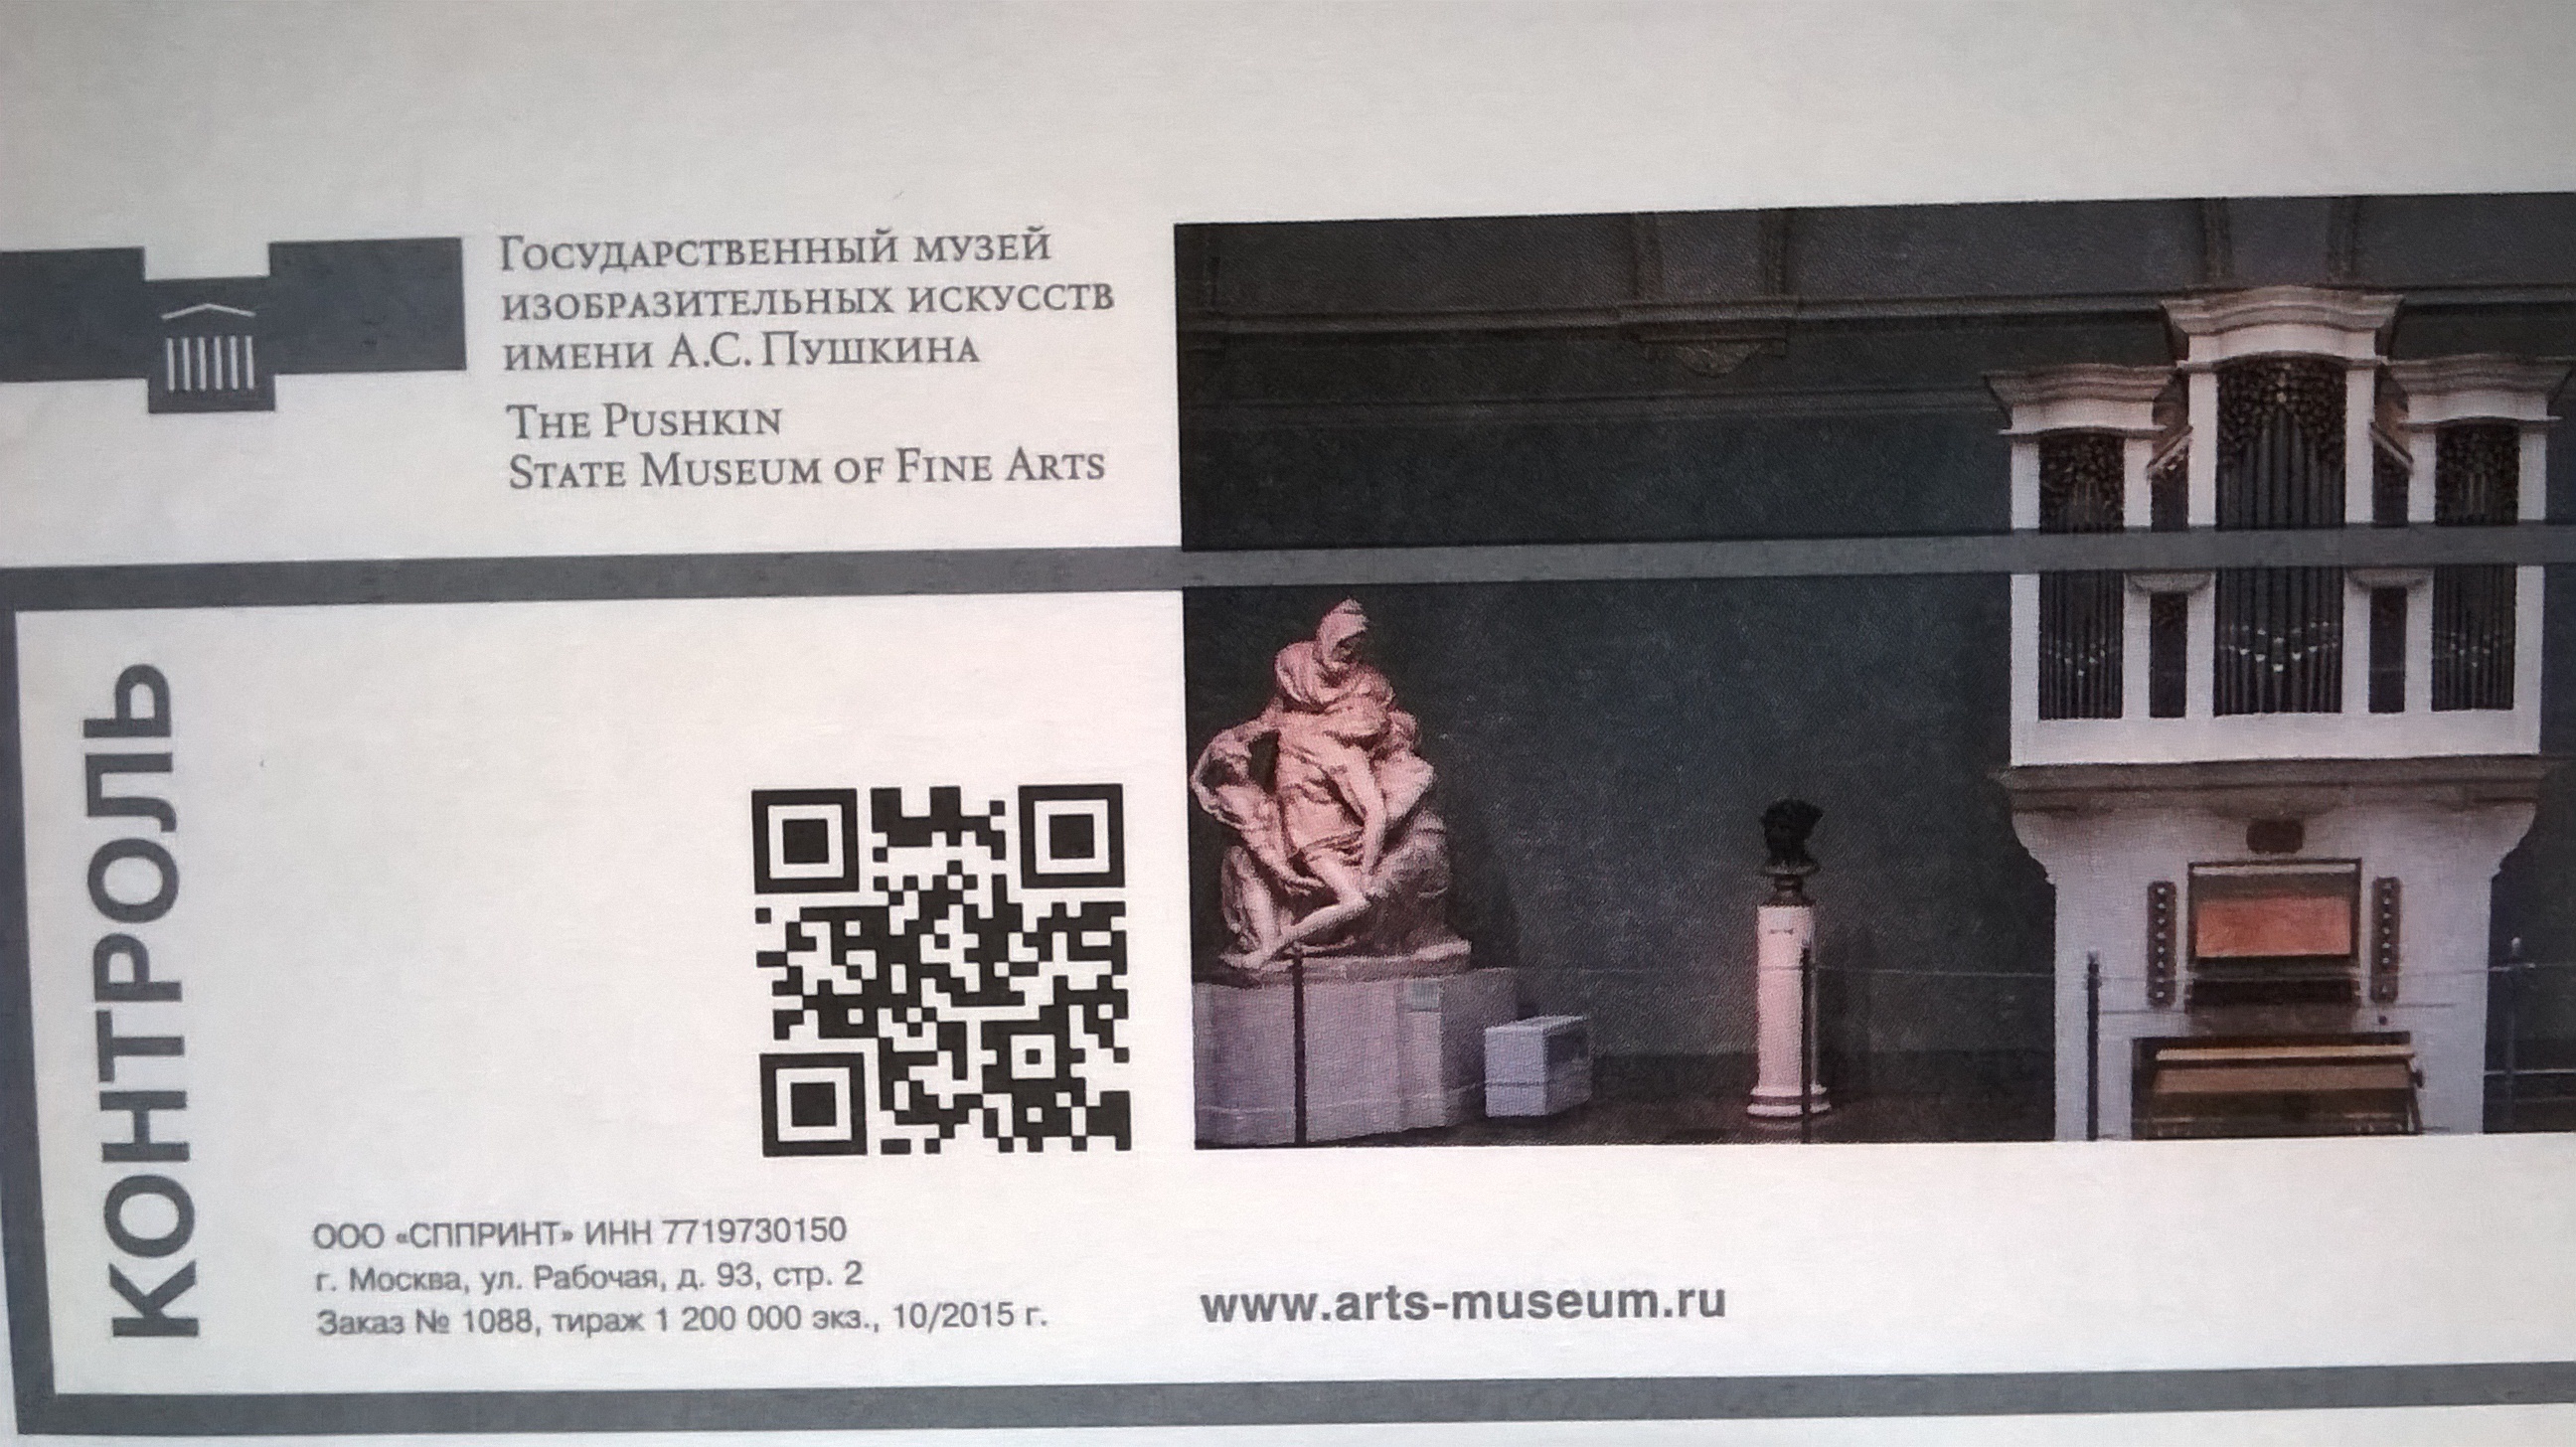 Государственный музей
изобразительных искусств
имени А.С. Пушкина
The Pushkin
State Museum of Fine Arts
КОНТРОЛЬ
ООО «СППРИНТ» ИНН 7719730150
г. Москва, ул. Рабочая, д. 93, стр. 2
Заказ № 1088, тираж 1 200 000 экз., 10/2015 г.
www.arts-museum.ru